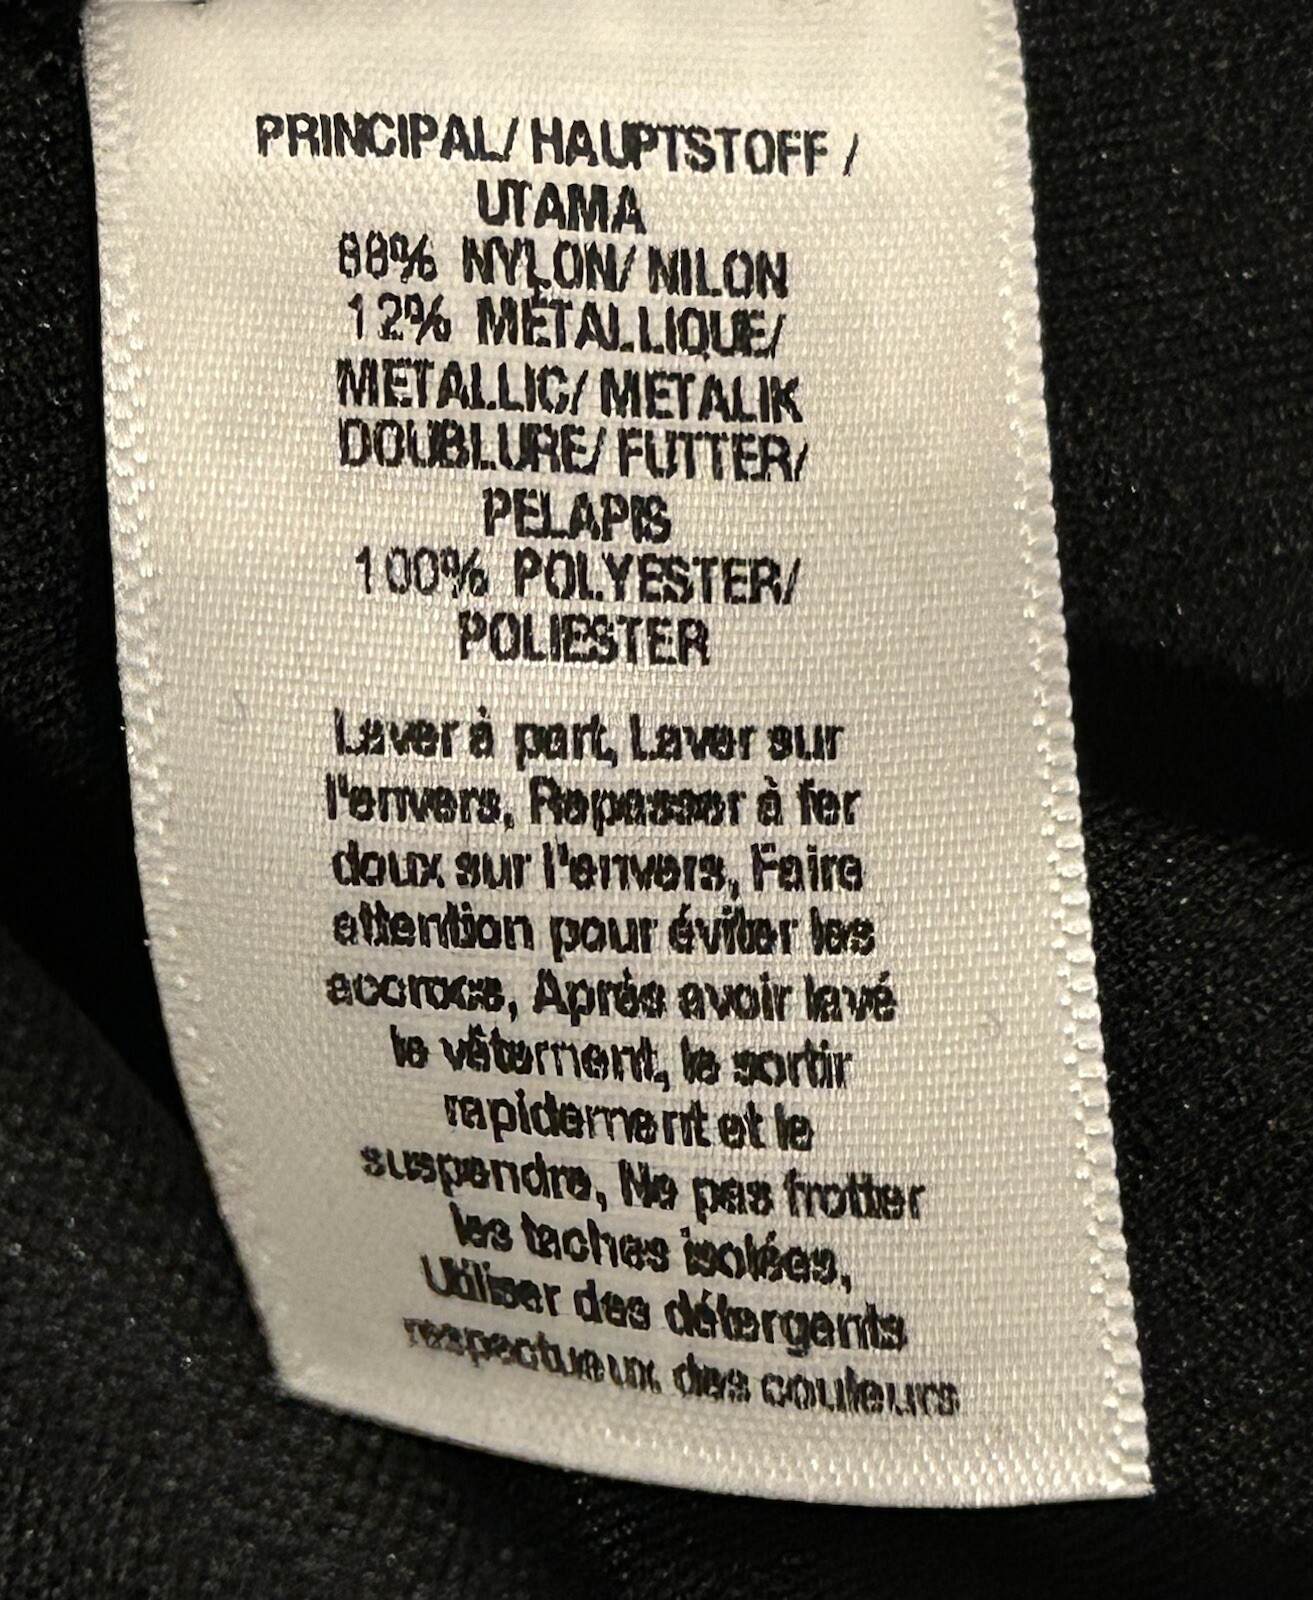 PRINCIPAL/ HAUPTSTOFF /
UTAMA
88% NYLON/ NILON
12% MÉTALLIQUE/
METALLIC/ METALIK
DOUBLURE/ FUTTER/
PELAPIS
100% POLYESTER/
POLIESTER
Laver à part, Laver sur
l'envers, Repasser à fer
doux sur l'envers, Faire
attention pour éviter les
accrocs, Après avoir lavé
le vêtement, le sortir
rapidement et le
suspendre, Ne pas frotter
les taches isolées,
Utiliser des détergents
respectueux des couleurs